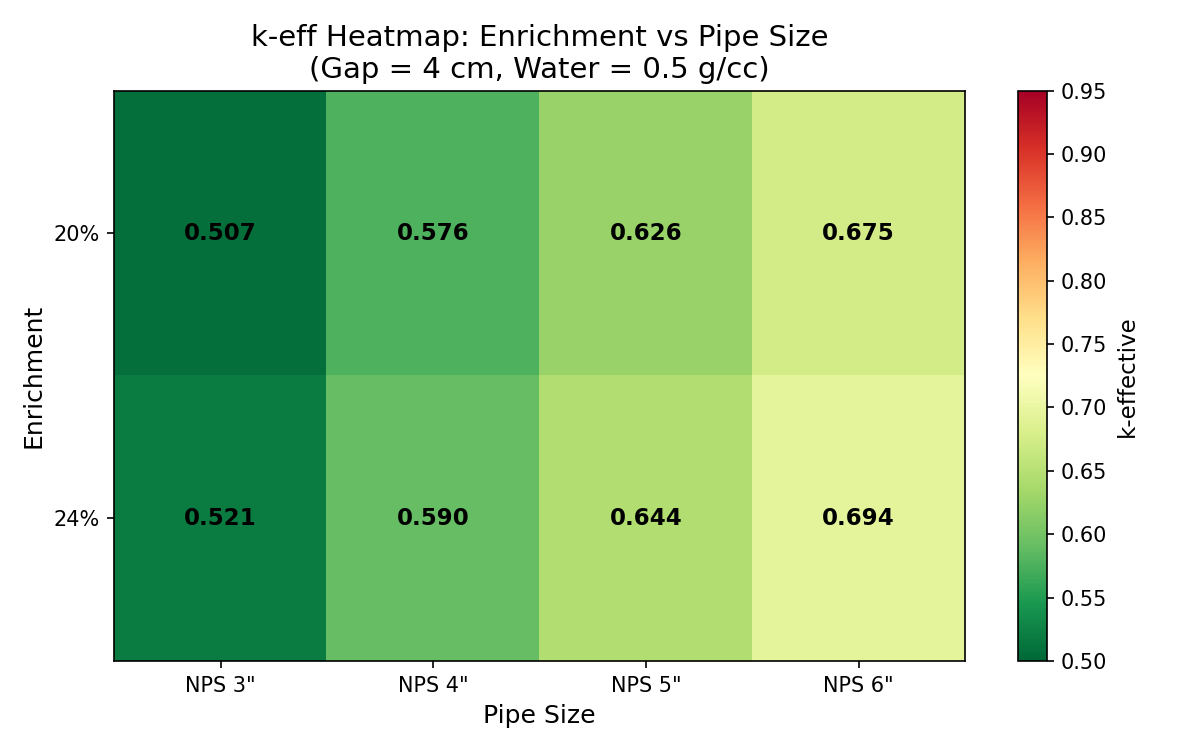 k-eff Heatmap: Enrichment vs Pipe Size
(Gap = 4 cm, Water = 0.5 g/cc)
Enrichment
20%
0.507 0.576 0.626 0.675
24%
0.521 0.590 0.644 0.694
NPS 3" NPS 4" NPS 5" NPS 6"
Pipe Size
0.95
0.90
0.85
0.80
0.75
0.70
0.65
0.60
0.55
0.50
k-effective